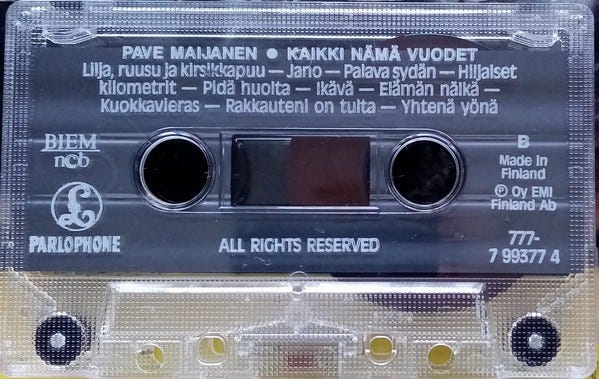 PAVE MAIJANEN ● KAIKKI NÄMÄ VUODET
Lilja, ruusu ja kirsikkapuu — Jano — Palava sydän — Hiljaiset
kilometrit — Pidä huolta — Ikävä — Elämän nälkä —
Kuokkavieras — Rakkauteni on tulta — Yhtenä yönä
BIEM
ncb
B
Made In
Finland
℗ Oy EMI
Finland Ab
£
PARLOPHONE
ALL RIGHTS RESERVED
777-
7 99377 4